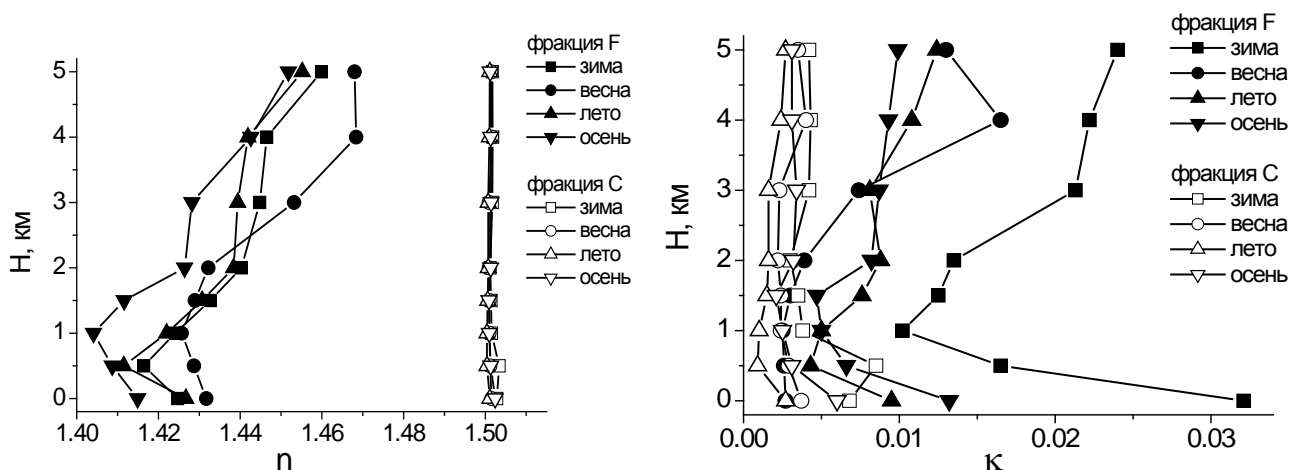 фракция F
зима
весна
лето
осень
фракция C
зима
весна
лето
осень
5
4
3
2
1
0
H, км
1.40
1.42
1.44
1.46
1.48
1.50
n
фракция F
зима
весна
лето
осень
фракция C
зима
весна
лето
осень
5
4
3
2
1
0
H, км
0.00
0.01
0.02
0.03
κ